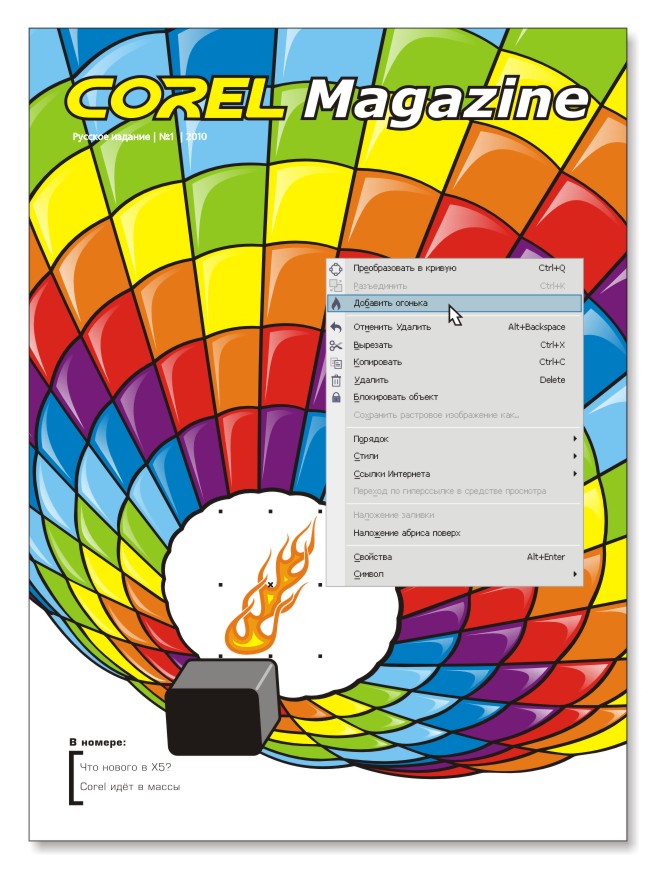 COREL Magazine
Русское издание | №1 | 2010
Преобразовать в кривую Ctrl+Q
Разъединить Ctrl+K
Добавить огонька
Отменить Удалить Alt+Backspace
Вырезать Ctrl+X
Копировать Ctrl+C
Удалить Delete
Блокировать объект
Сохранить растровое изображение как...
Порядок
Стили
Ссылки Интернета
Переход по гиперссылке в средстве просмотра
Наложение заливки
Наложение абриса поверх
Свойства Alt+Enter
Символ
В номере:
Что нового в X5?
Corel идёт в массы